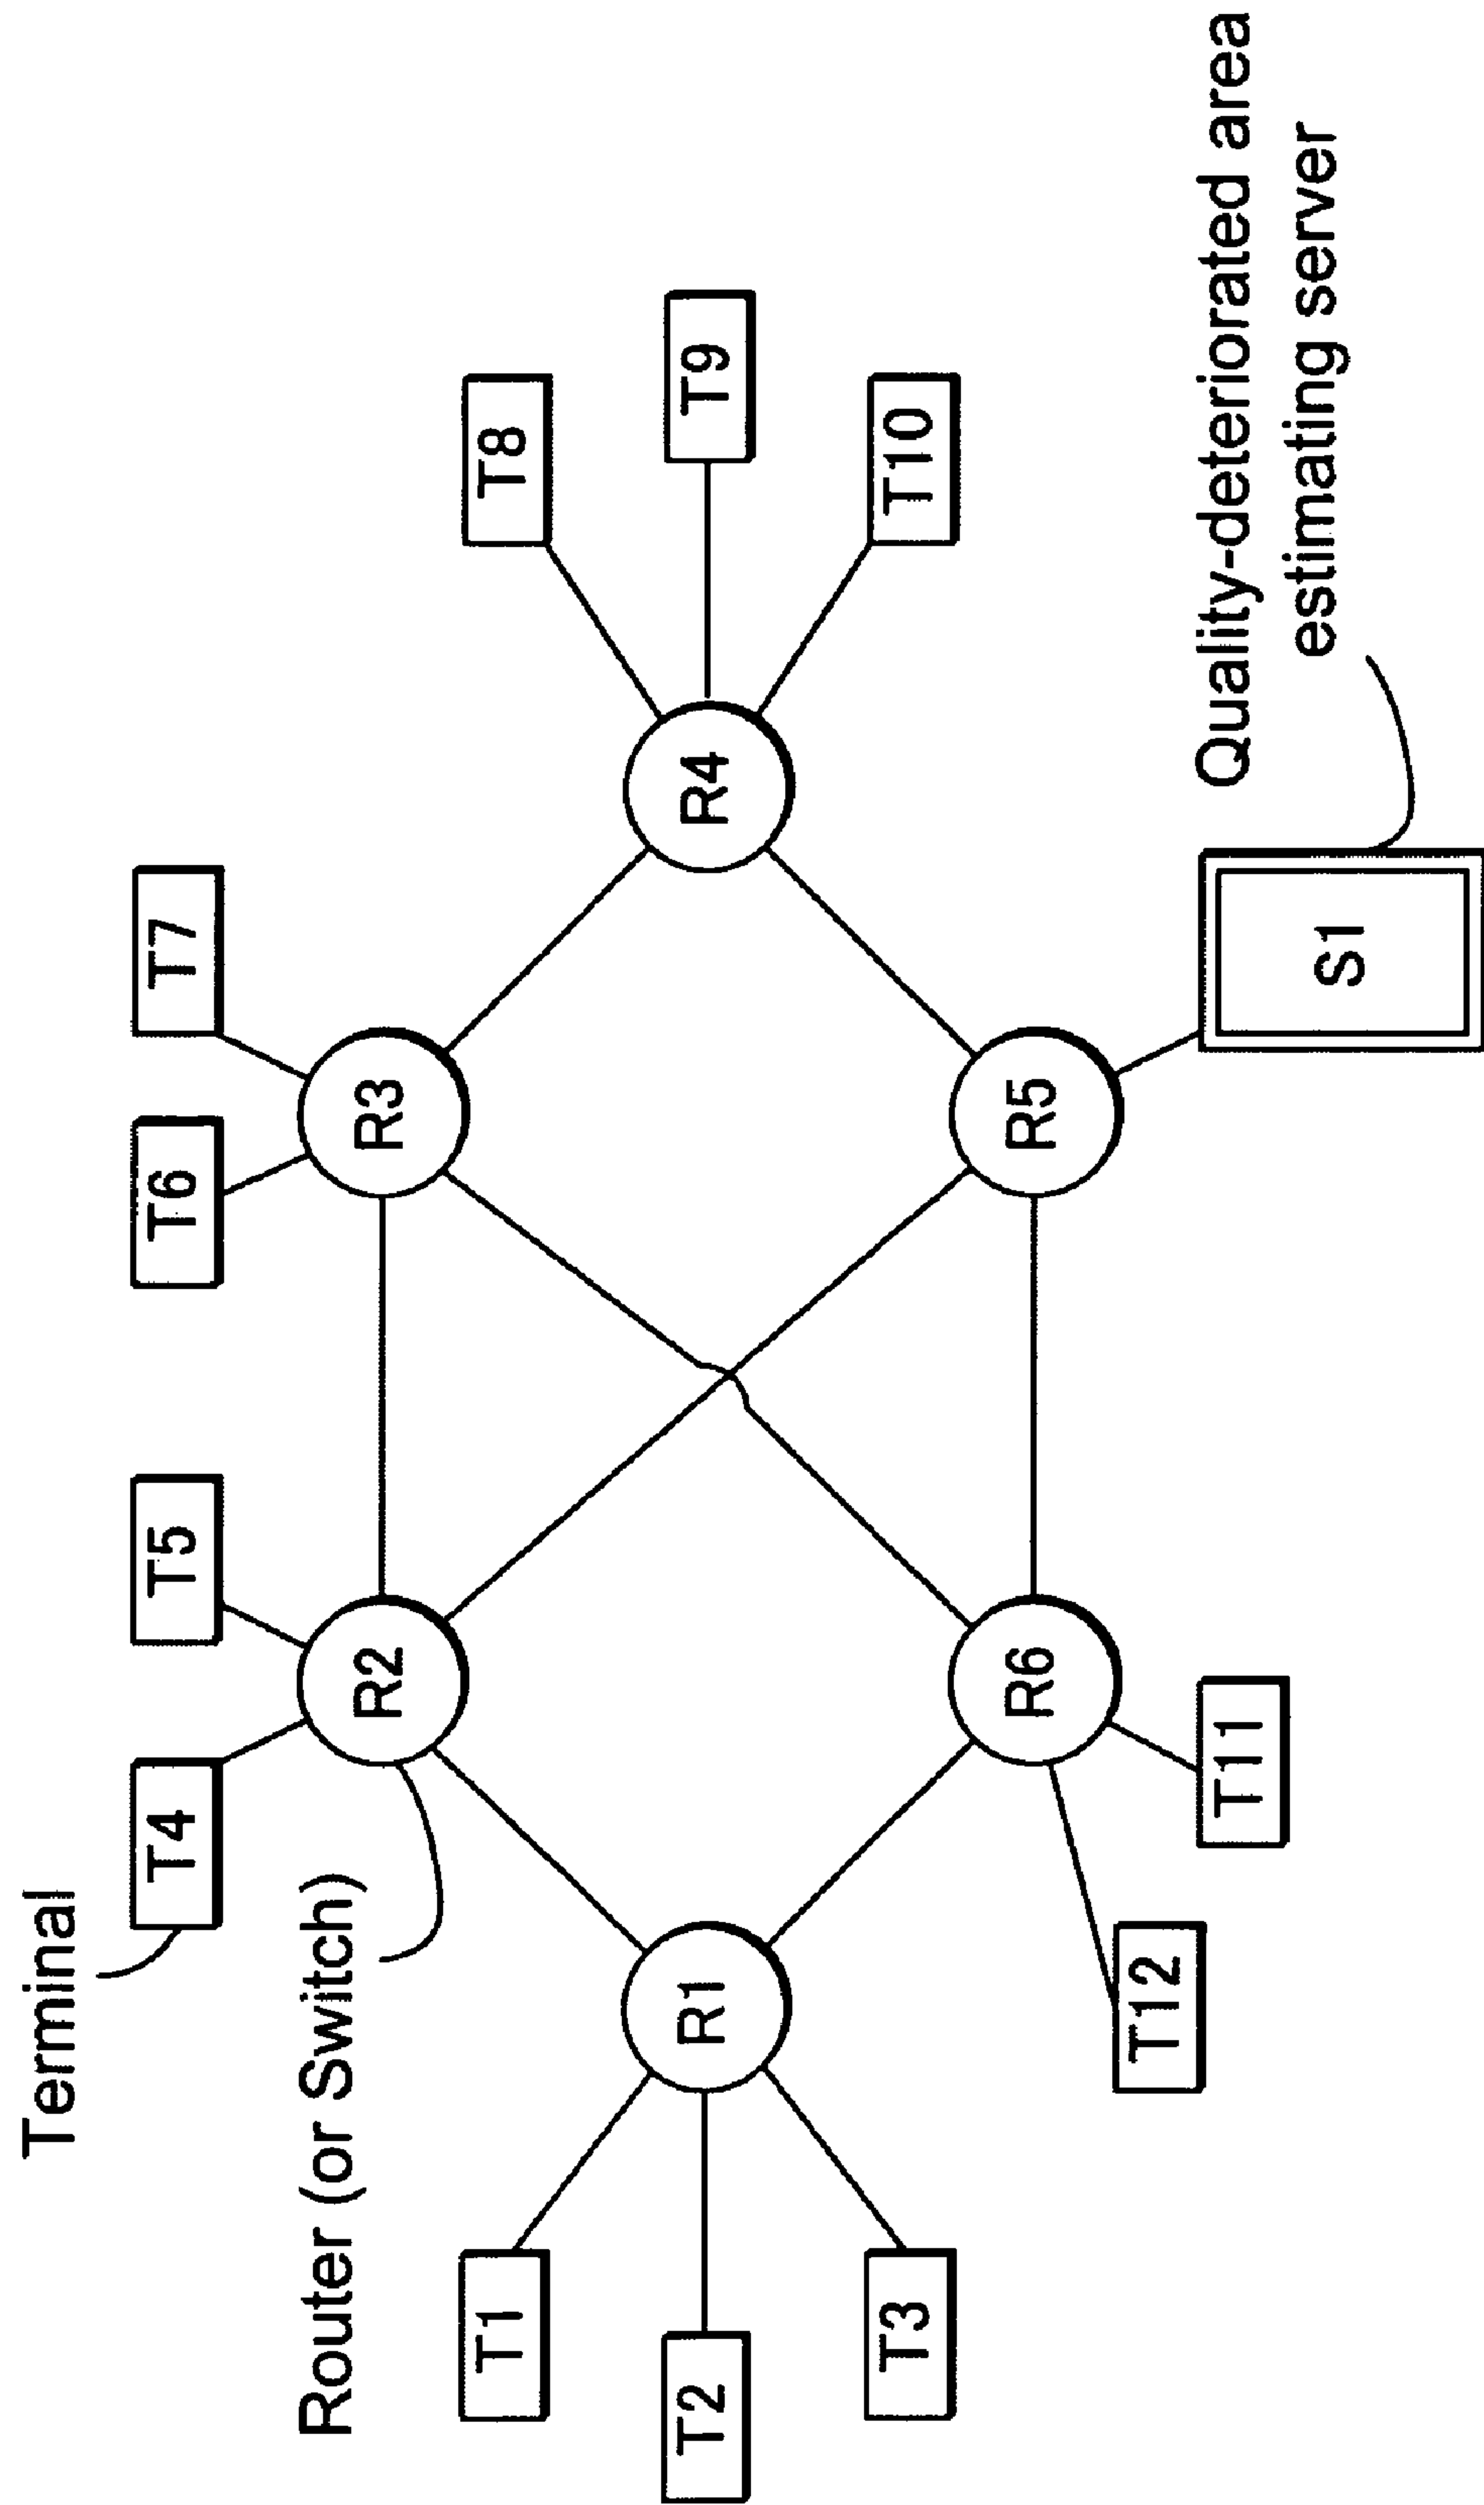 Terminal
T4
T5
T6
T7
Router (or Switch)
R2
R3
T1
T8
T2
R1
R4
T9
T3
T10
R6
R5
T12
T11
S1
Quality-deteriorated area
estimating server